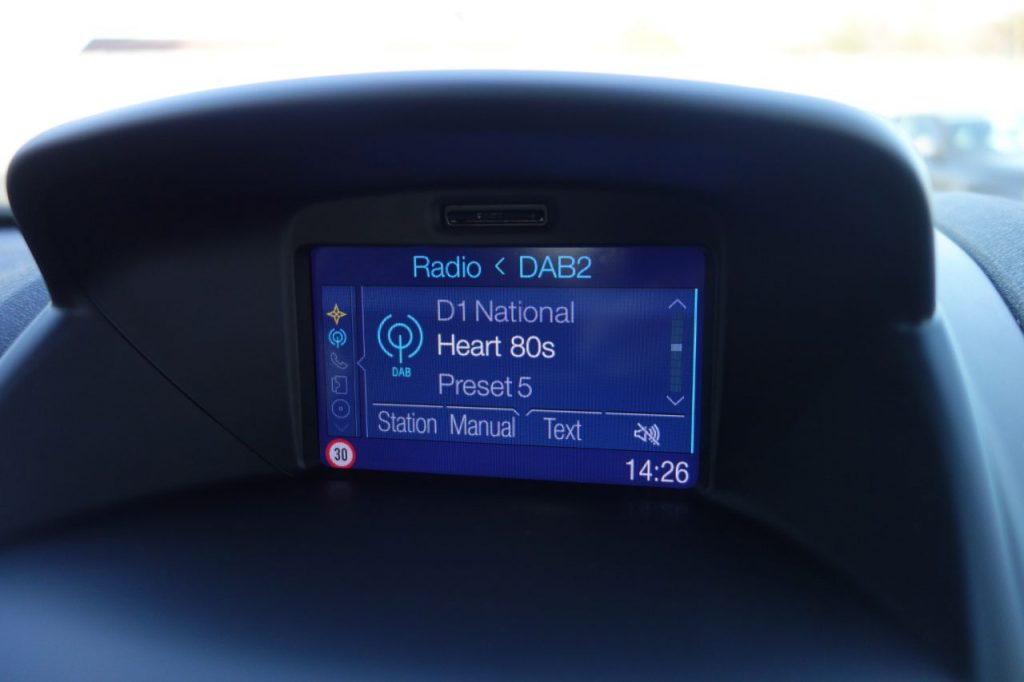 Radio < DAB2
D1 National
Heart 80s
DAB
Preset 5
Station Manual Text
30
14:26